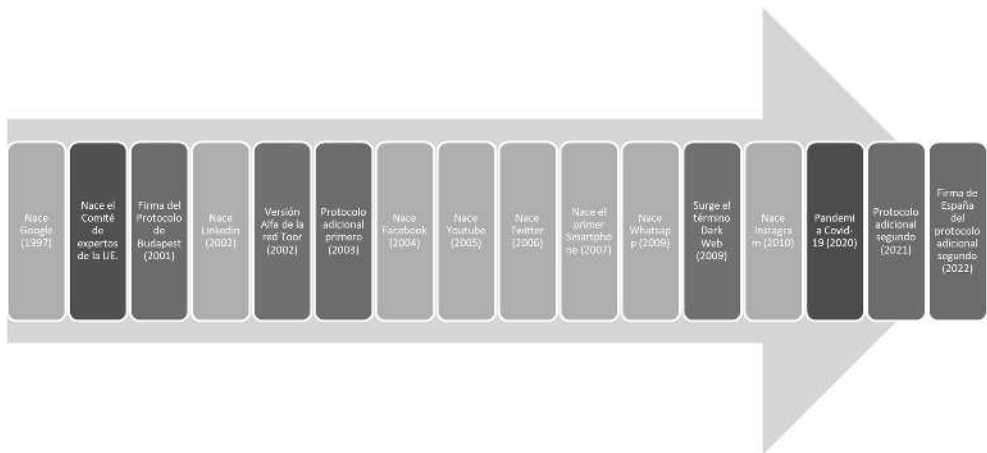 Nace
Google
(1997)
Nace el
Comité
de
expertos
de la UE.
Firma del
Protocolo
de
Budapest
(2001)
Nace
Linkedin
(2002)
Versión
Alfa de la
red Toor
(2002)
Protocolo
adicional
primero
(2003)
Nace
Facebook
(2004)
Nace
Youtube
(2005)
Nace
Twitter
(2006)
Nace el
primer
Smartpho
ne (2007)
Nace
Whatsap
p (2009)
Surge el
término
Dark
Web
(2009)
Nace
Instagra
m (2010)
Pandemi
a Covid-
19 (2020)
Protocolo
adicional
segundo
(2021)
Firma de
España
del
protocolo
adicional
segundo
(2022)